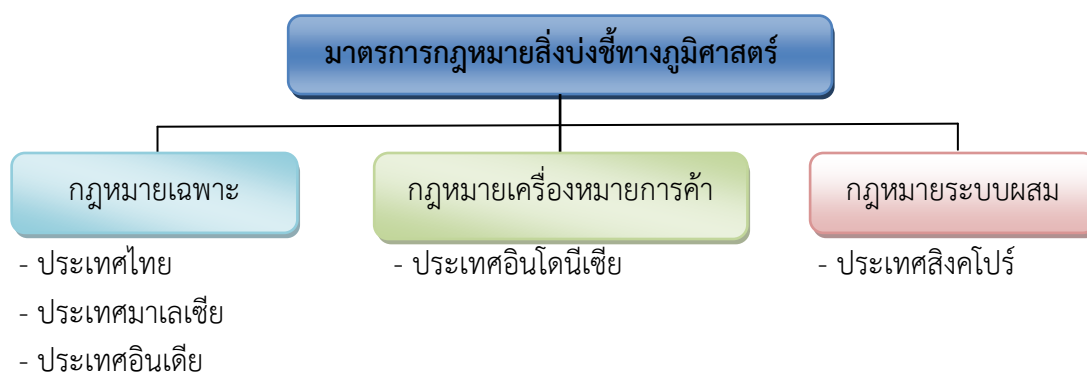 มาตรการกฎหมายสิ่งบ่งชี้ทางภูมิศาสตร์
กฎหมายเฉพาะ
- ประเทศไทย
- ประเทศมาเลเซีย
- ประเทศอินเดีย
กฎหมายเครื่องหมายการค้า
- ประเทศอินโดนีเซีย
กฎหมายระบบผสม
- ประเทศสิงคโปร์